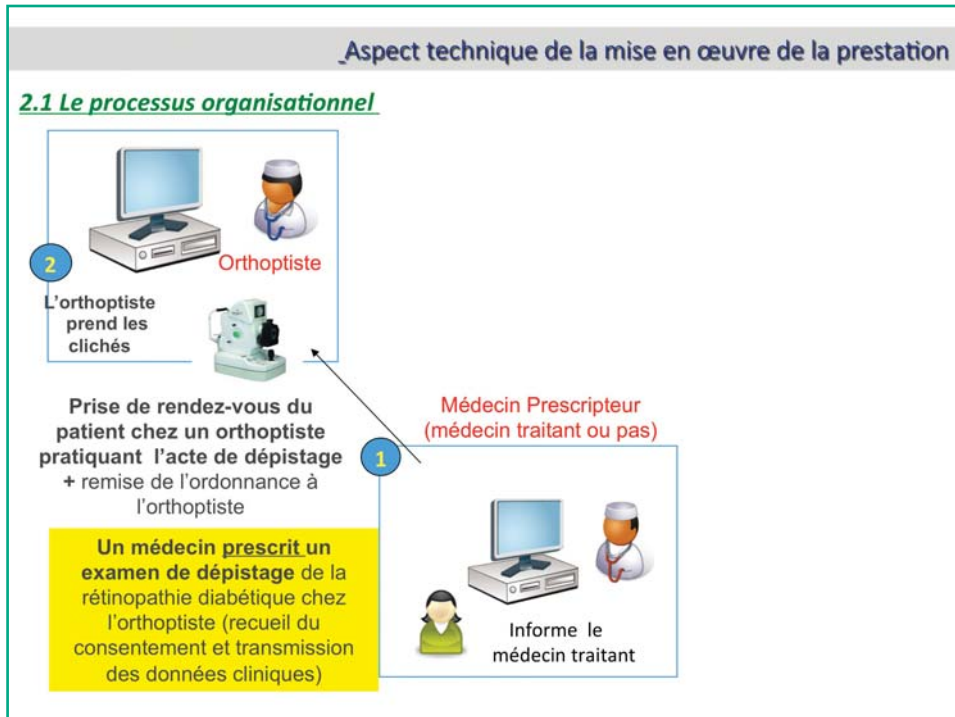 Aspect technique de la mise en œuvre de la prestation
2.1 Le processus organisationnel
2
Orthoptiste
L'orthoptiste
prend les
clichés
Prise de rendez-vous du
patient chez un orthoptiste
pratiquant l'acte de dépistage
+ remise de l'ordonnance à
l'orthoptiste
Un médecin prescrit un
examen de dépistage de la
rétinopathie diabétique chez
l'orthoptiste (recueil du
consentement et transmission
des données cliniques)
Médecin Prescripteur
(médecin traitant ou pas)
1
Informe le
médecin traitant